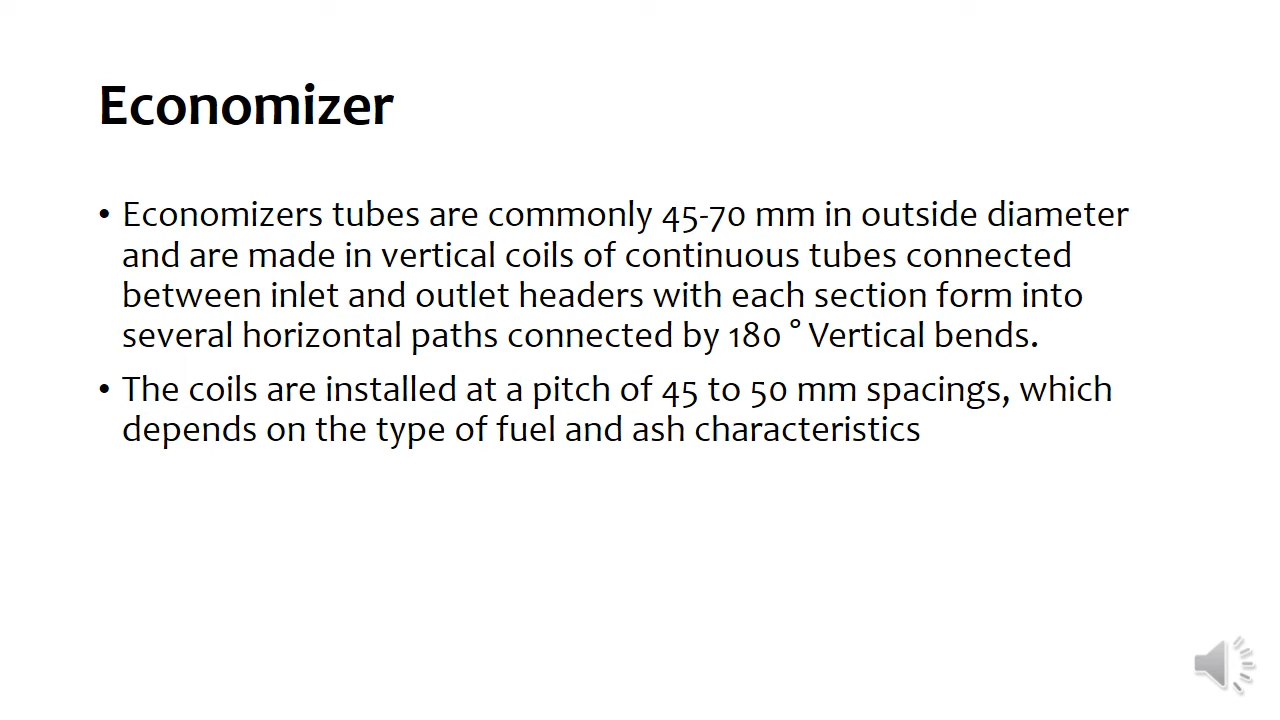 Economizer
• Economizers tubes are commonly 45-70 mm in outside diameter
and are made in vertical coils of continuous tubes connected
between inlet and outlet headers with each section form into
several horizontal paths connected by 180 ° Vertical bends.
• The coils are installed at a pitch of 45 to 50 mm spacings, which
depends on the type of fuel and ash characteristics